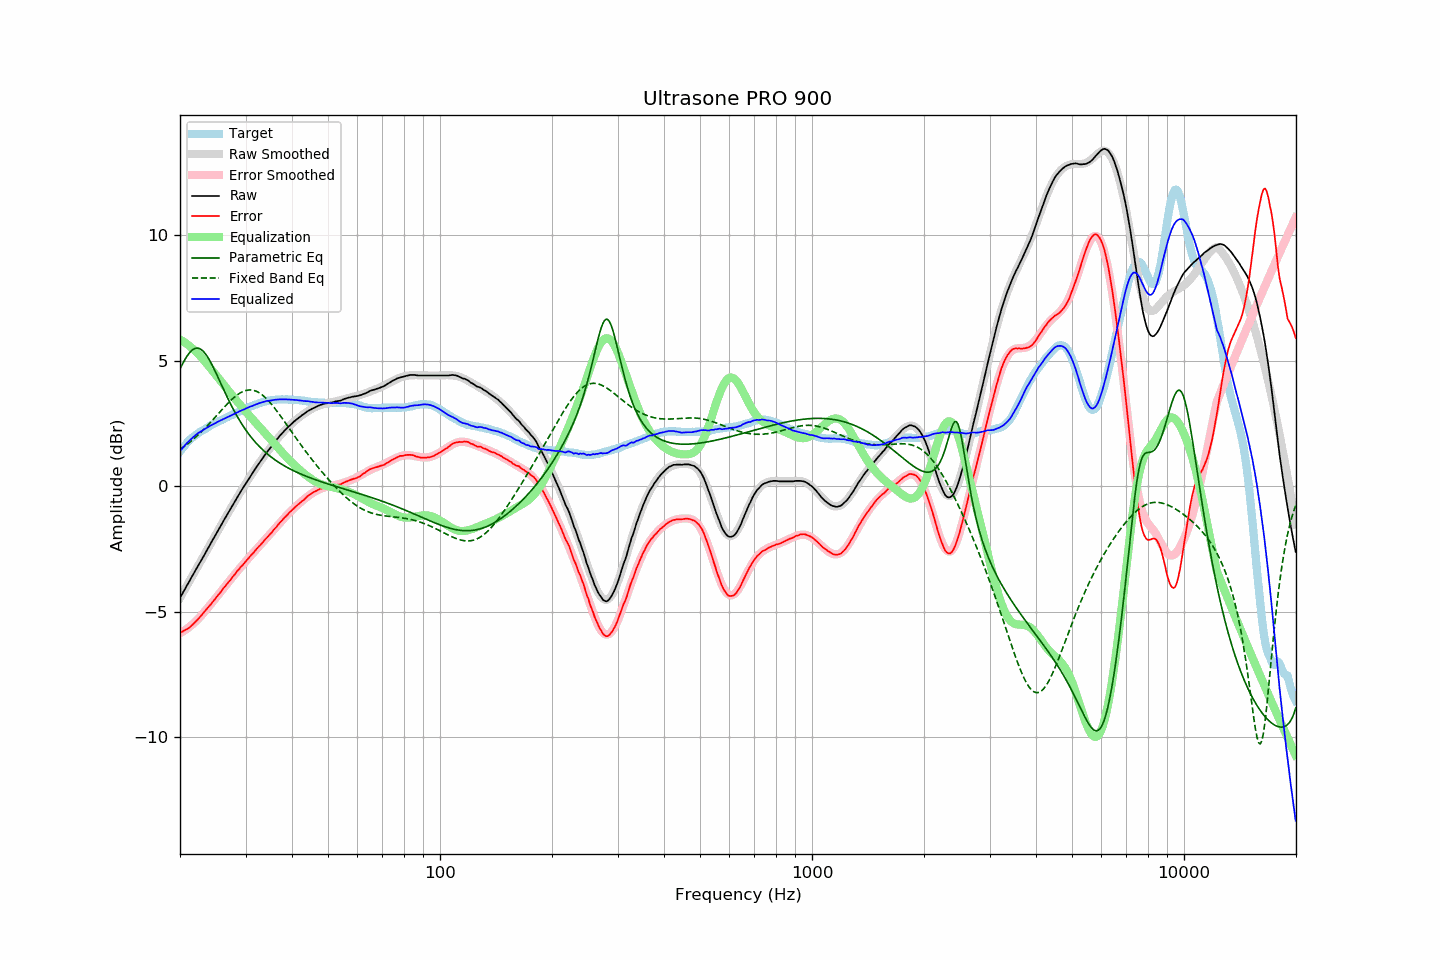 Ultrasone PRO 900
Target
Raw Smoothed
Error Smoothed
Raw
Error
Equalization
Parametric Eq
Fixed Band Eq
Equalized
10
5
0
−5
−10
Amplitude (dBr)
100
1000
10000
Frequency (Hz)